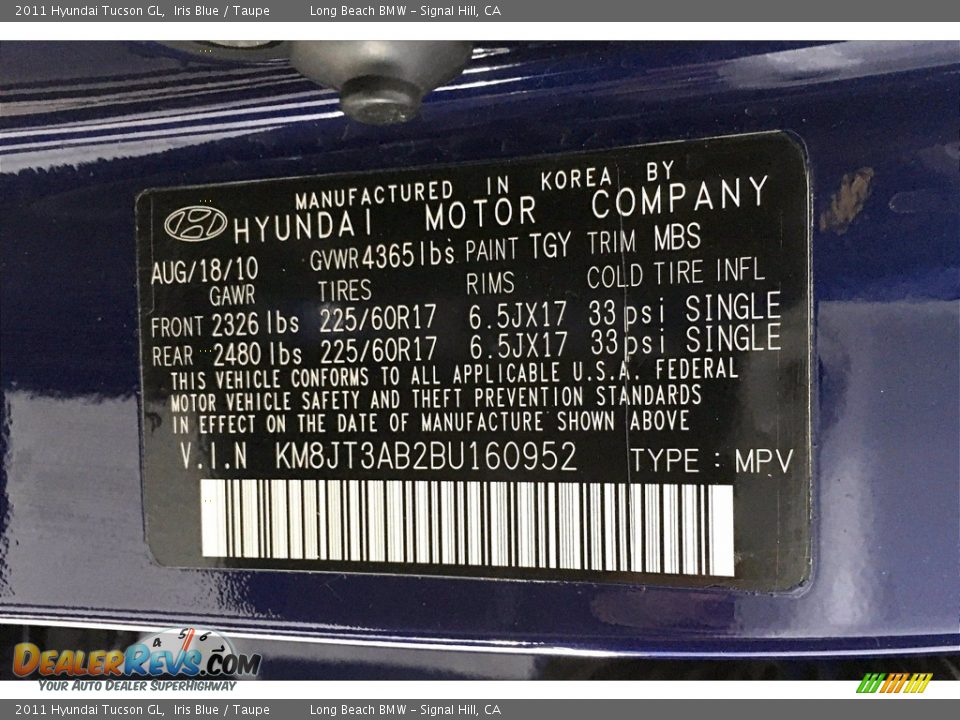 2011 Hyundai Tucson GL, Iris Blue / Taupe Long Beach BMW - Signal Hill, CA
MANUFACTURED IN KOREA BY
HYUNDAI MOTOR COMPANY
AUG/18/10 GVWR 4365lbs PAINT TGY TRIM MBS
GAWR TIRES RIMS COLD TIRE INFL
FRONT 2326 lbs 225/60R17 6.5JX17 33 psi SINGLE
REAR 2480 lbs 225/60R17 6.5JX17 33 psi SINGLE
THIS VEHICLE CONFORMS TO ALL APPLICABLE U.S.A. FEDERAL
MOTOR VEHICLE SAFETY AND THEFT PREVENTION STANDARDS
IN EFFECT ON THE DATE OF MANUFACTURE SHOWN ABOVE
V.I.N KM8JT3AB2BU160952 TYPE : MPV
4 5 6
DEALERREVS.COM
YOUR AUTO DEALER SUPERHIGHWAY
2011 Hyundai Tucson GL, Iris Blue / Taupe Long Beach BMW - Signal Hill, CA